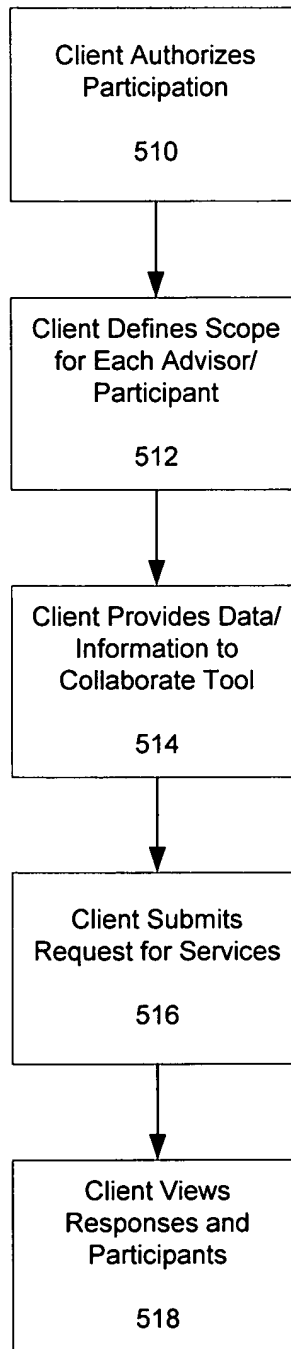 Client Authorizes
Participation
510
Client Defines Scope
for Each Advisor/
Participant
512
Client Provides Data/
Information to
Collaborate Tool
514
Client Submits
Request for Services
516
Client Views
Responses and
Participants
518